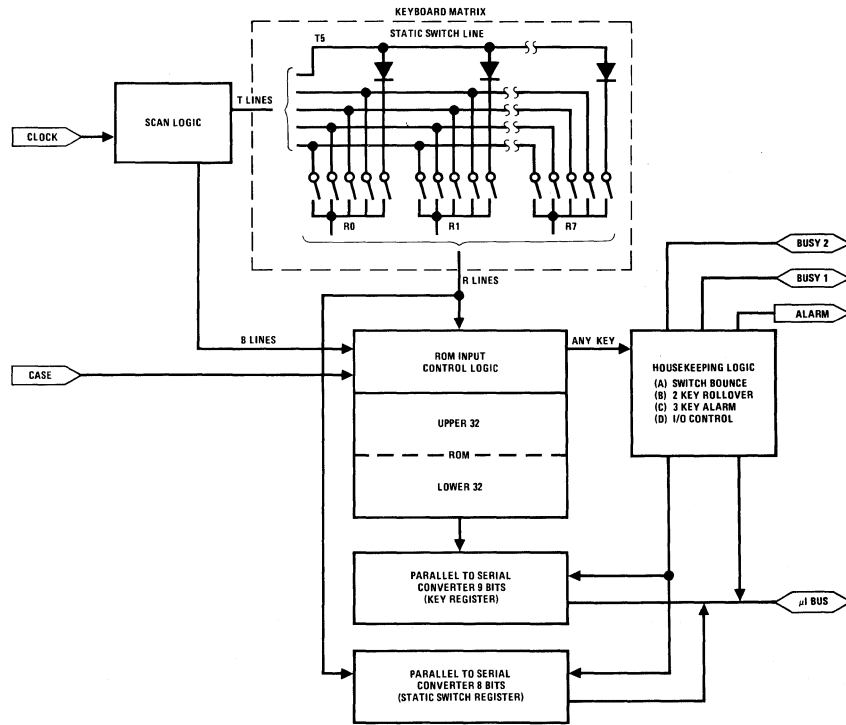 KEYBOARD MATRIX
STATIC SWITCH LINE
T5
T LINES
SCAN LOGIC
CLOCK
R0
R1
R7
R LINES
BUSY 2
BUSY 1
ALARM
B LINES
ANY KEY
CASE
ROM INPUT
CONTROL LOGIC
HOUSEKEEPING LOGIC
(A) SWITCH BOUNCE
(B) 2 KEY ROLLOVER
(C) 3 KEY ALARM
(D) I/O CONTROL
UPPER 32
ROM
LOWER 32
PARALLEL TO SERIAL
CONVERTER 9 BITS
(KEY REGISTER)
μI BUS
PARALLEL TO SERIAL
CONVERTER 8 BITS
(STATIC SWITCH REGISTER)